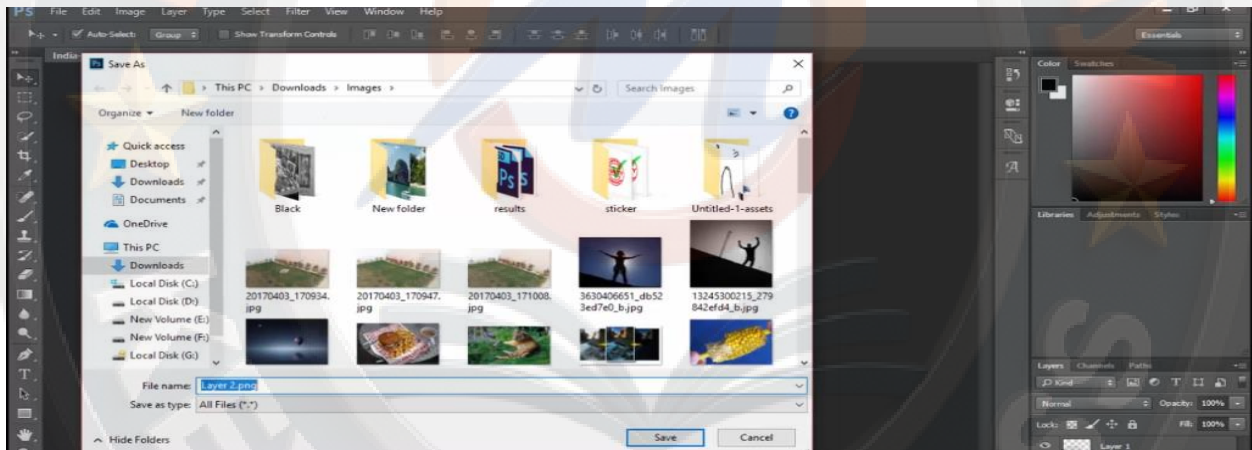 PS File Edit Image Layer Type Select Filter View Window Help
Auto-Select: Group Show Transform Controls Essentials
India
Save As
This PC > Downloads > Images > Search Images
Organize New folder
Quick access
Desktop
Downloads
Documents
OneDrive
This PC
Downloads
Local Disk (C:)
Local Disk (D:)
New Volume (E:)
New Volume (F:)
Local Disk (G:)
Black New folder results sticker Untitled-1-assets
20170403_170934.jpg
20170403_170947.jpg
20170403_171008.jpg
3630406651_db523ed7e0_b.jpg
13245300215_279842efd4_b.jpg
File name: Layer 2.png
Save as type: All Files (*.*)
Hide Folders Save Cancel
Color Swatches
Libraries Adjustments Styles
Layers Channels Paths
Kind
Normal Opacity: 100%
Lock: Fill: 100%
Layer 1